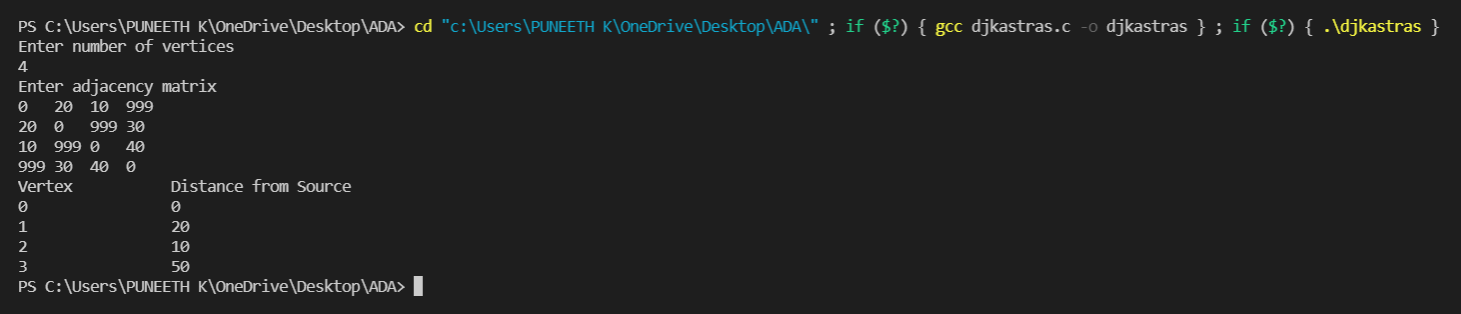 PS C:\Users\PUNEETH K\OneDrive\Desktop\ADA> cd "c:\Users\PUNEETH K\OneDrive\Desktop\ADA\" ; if ($?) { gcc djkastras.c -o djkastras } ; if ($?) { .\djkastras }
Enter number of vertices
4
Enter adjacency matrix
0   20  10  999
20  0   999 30
10  999 0   40
999 30  40  0
Vertex           Distance from Source
0                0
1                20
2                10
3                50
PS C:\Users\PUNEETH K\OneDrive\Desktop\ADA>